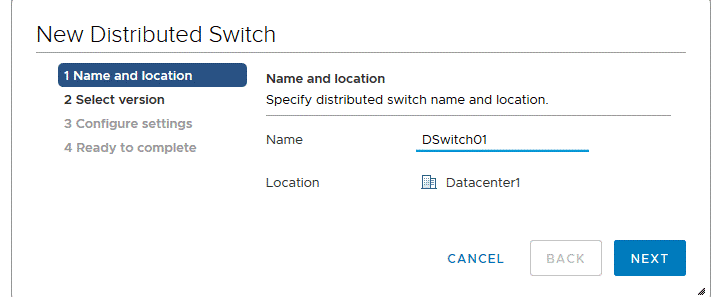 New Distributed Switch
1 Name and location
2 Select version
3 Configure settings
4 Ready to complete
Name and location
Specify distributed switch name and location.
Name DSwitch01
Location Datacenter1
CANCEL BACK NEXT